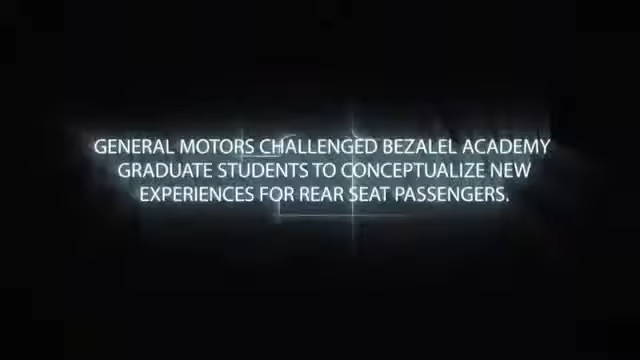 GENERAL MOTORS CHALLENGED BEZALEL ACADEMY
GRADUATE STUDENTS TO CONCEPTUALIZE NEW
EXPERIENCES FOR REAR SEAT PASSENGERS.